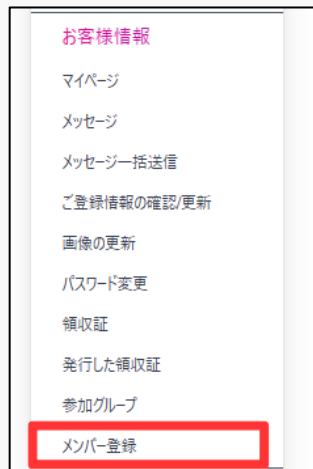 お客様情報
マイページ
メッセージ
メッセージ一括送信
ご登録情報の確認/更新
画像の更新
パスワード変更
領収証
発行した領収証
参加グループ
メンバー登録